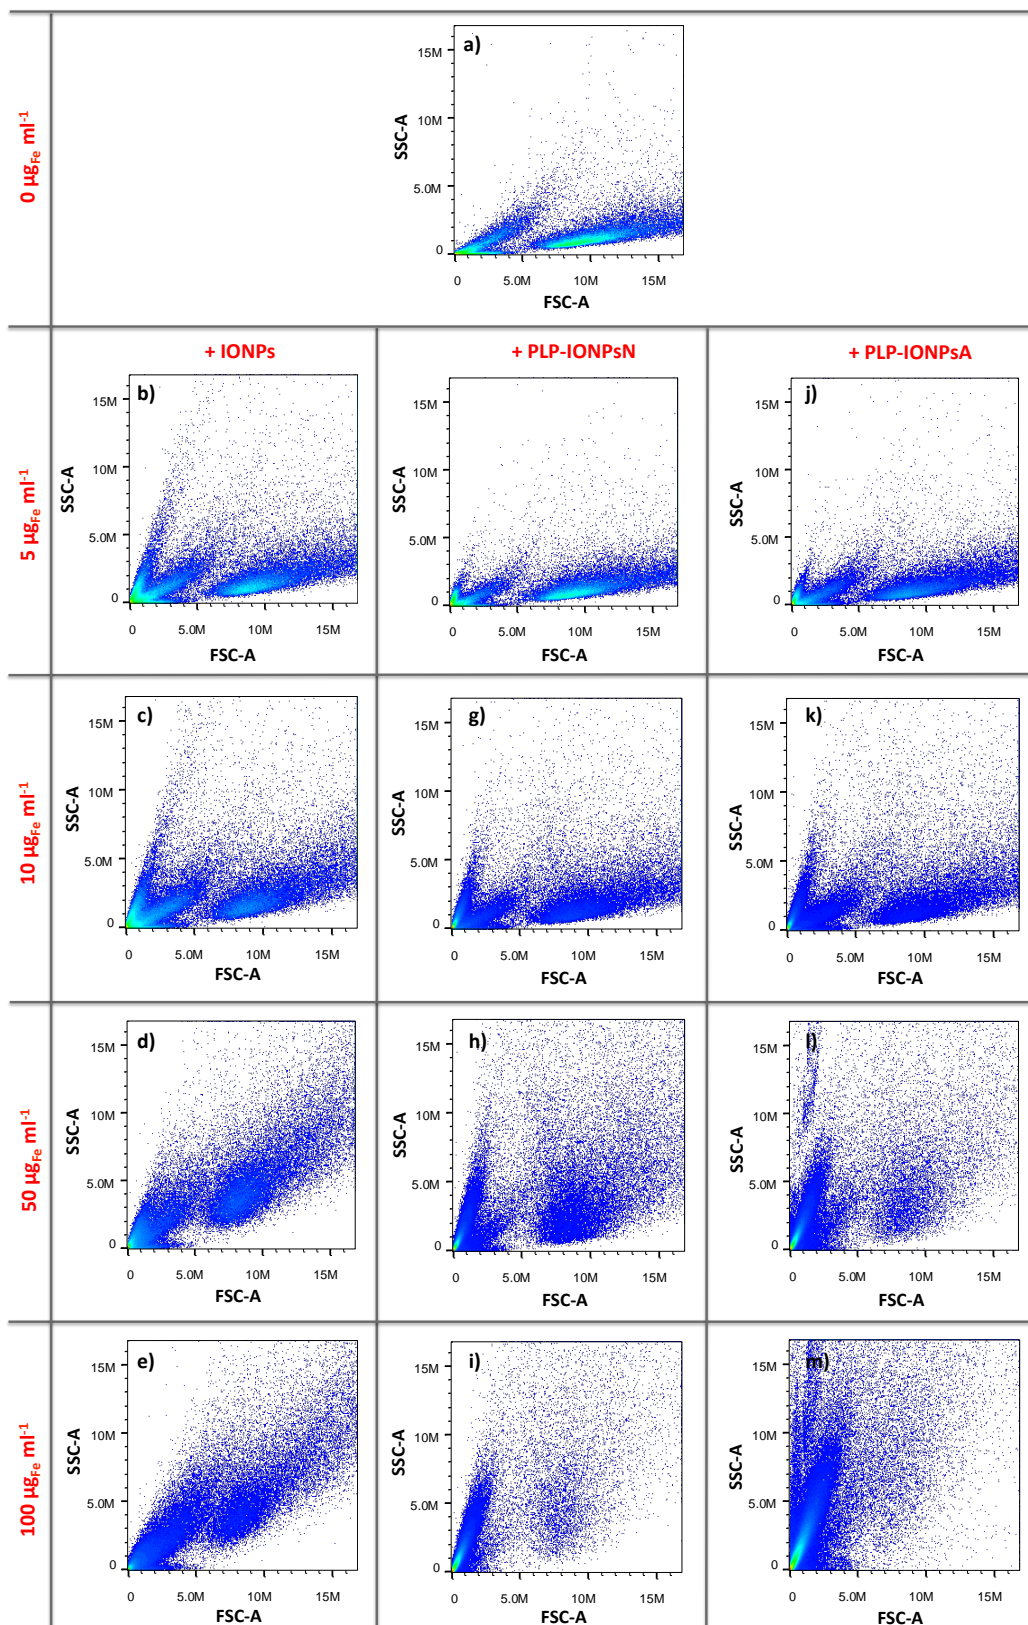 0 µgFe ml-1
a)
SSC-A
15M
10M
5.0M
0
0 5.0M 10M 15M
FSC-A
+ IONPs
+ PLP-IONPsN
+ PLP-IONPsA
5 µgFe ml-1
b)
SSC-A
15M
10M
5.0M
0
0 5.0M 10M 15M
FSC-A
SSC-A
15M
10M
5.0M
0
0 5.0M 10M 15M
FSC-A
j)
SSC-A
15M
10M
5.0M
0
0 5.0M 10M 15M
FSC-A
10 µgFe ml-1
c)
SSC-A
15M
10M
5.0M
0
0 5.0M 10M 15M
FSC-A
g)
SSC-A
15M
10M
5.0M
0
0 5.0M 10M 15M
FSC-A
k)
SSC-A
15M
10M
5.0M
0
0 5.0M 10M 15M
FSC-A
50 µgFe ml-1
d)
SSC-A
15M
10M
5.0M
0
0 5.0M 10M 15M
FSC-A
h)
SSC-A
15M
10M
5.0M
0
0 5.0M 10M 15M
FSC-A
l)
SSC-A
15M
10M
5.0M
0
0 5.0M 10M 15M
FSC-A
100 µgFe ml-1
e)
SSC-A
15M
10M
5.0M
0
0 5.0M 10M 15M
FSC-A
i)
SSC-A
15M
10M
5.0M
0
0 5.0M 10M 15M
FSC-A
m)
SSC-A
15M
10M
5.0M
0
0 5.0M 10M 15M
FSC-A